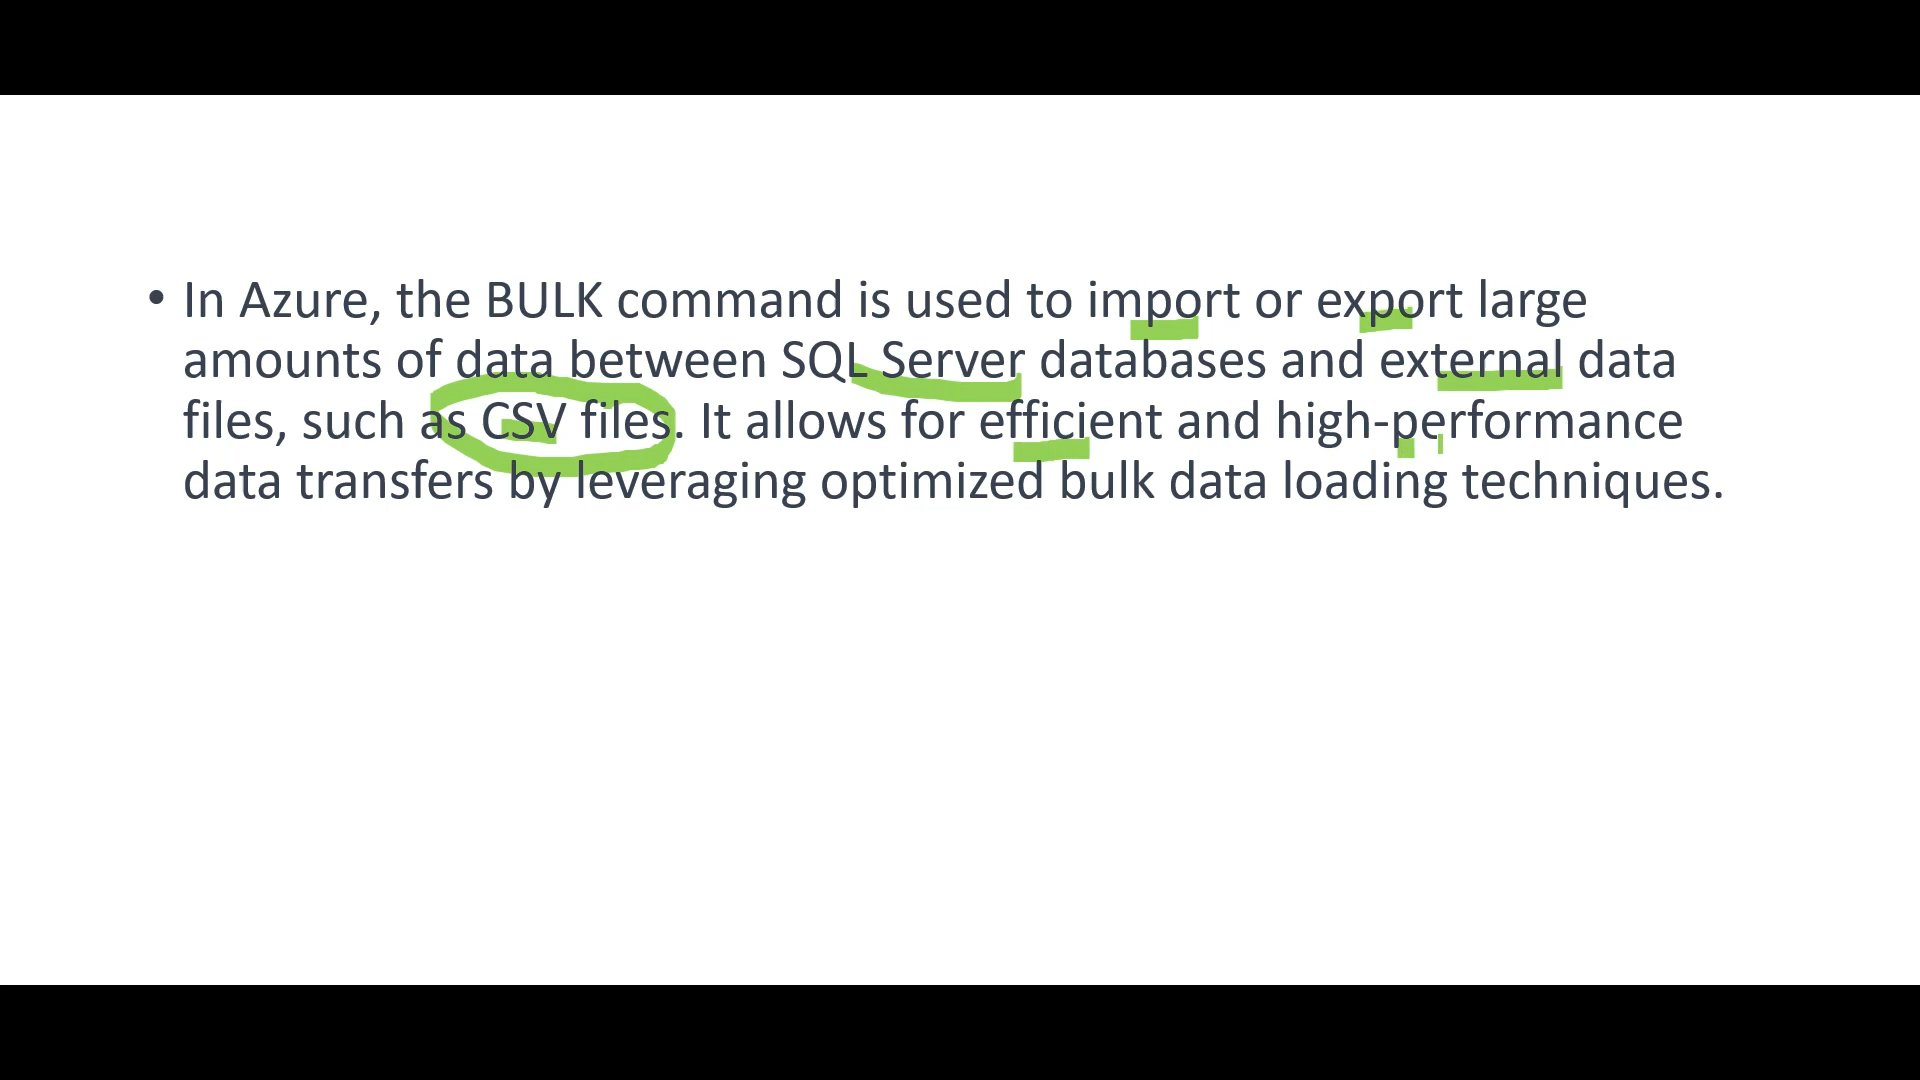 • In Azure, the BULK command is used to import or export large
amounts of data between SQL Server databases and external data
files, such as CSV files. It allows for efficient and high-performance
data transfers by leveraging optimized bulk data loading techniques.